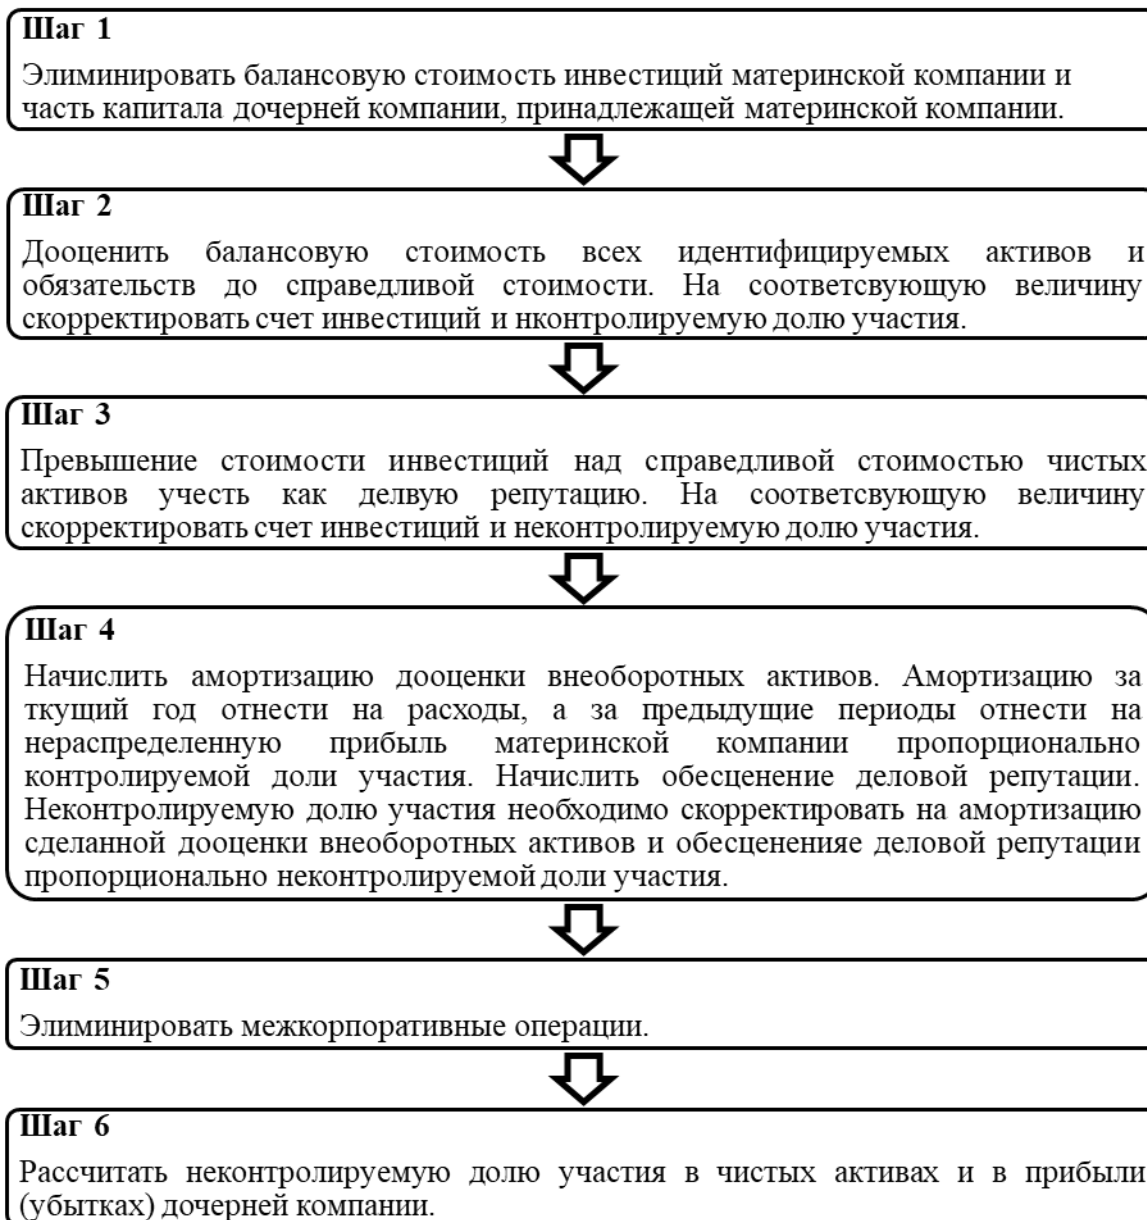 Шаг 1
Элиминировать балансовую стоимость инвестиций материнской компании и
часть капитала дочерней компании, принадлежащей материнской компании.
Шаг 2
Дооценить балансовую стоимость всех идентифицируемых активов и
обязательств до справедливой стоимости. На соответсвующую величину
скорректировать счет инвестиций и нконтролируемую долю участия.
Шаг 3
Превышение стоимости инвестиций над справедливой стоимостью чистых
активов учесть как делвую репутацию. На соответсвующую величину
скорректировать счет инвестиций и неконтролируемую долю участия.
Шаг 4
Начислить амортизацию дооценки внеоборотных активов. Амортизацию за
ткущий год отнести на расходы, а за предыдущие периоды отнести на
нераспределенную прибыль материнской компании пропорционально
контролируемой доли участия. Начислить обесценение деловой репутации.
Неконтролируемую долю участия необходимо скорректировать на амортизацию
сделанной дооценки внеоборотных активов и обесцененияе деловой репутации
пропорционально неконтролируемой доли участия.
Шаг 5
Элиминировать межкорпоративные операции.
Шаг 6
Рассчитать неконтролируемую долю участия в чистых активах и в прибыли
(убытках) дочерней компании.